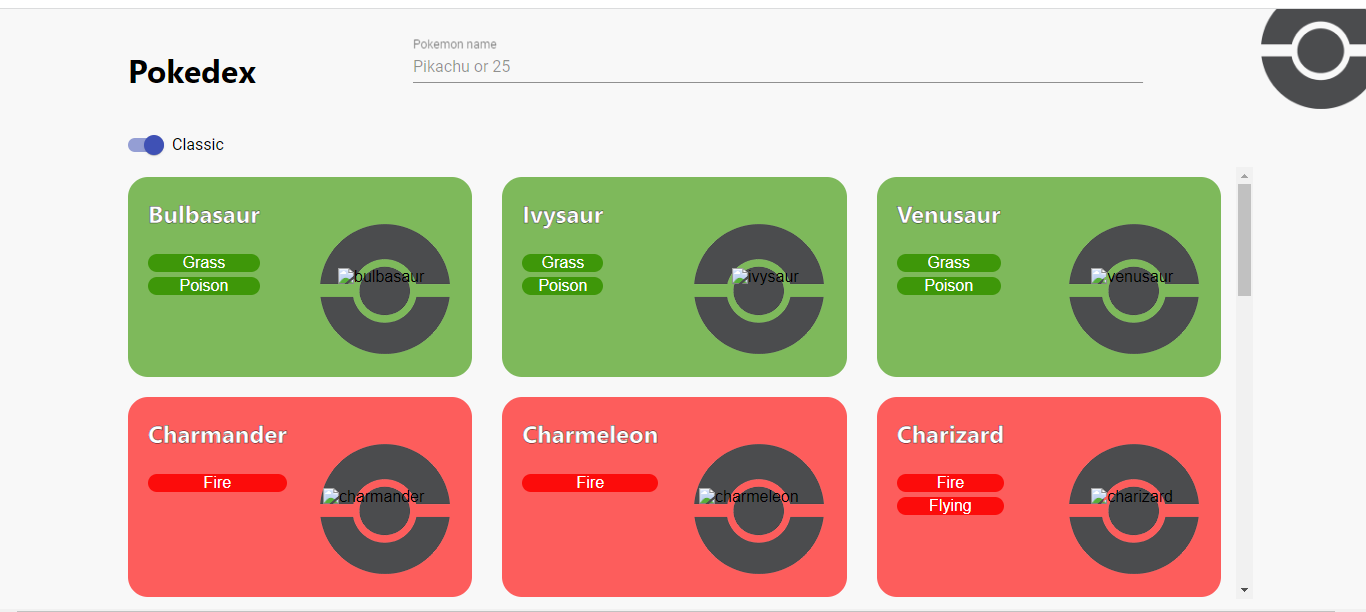 Pokedex
Pokemon name
Pikachu or 25
Classic
Bulbasaur
Grass
Poison
bulbasaur
Ivysaur
Grass
Poison
ivysaur
Venusaur
Grass
Poison
venusaur
Charmander
Fire
charmander
Charmeleon
Fire
charmeleon
Charizard
Fire
Flying
charizard